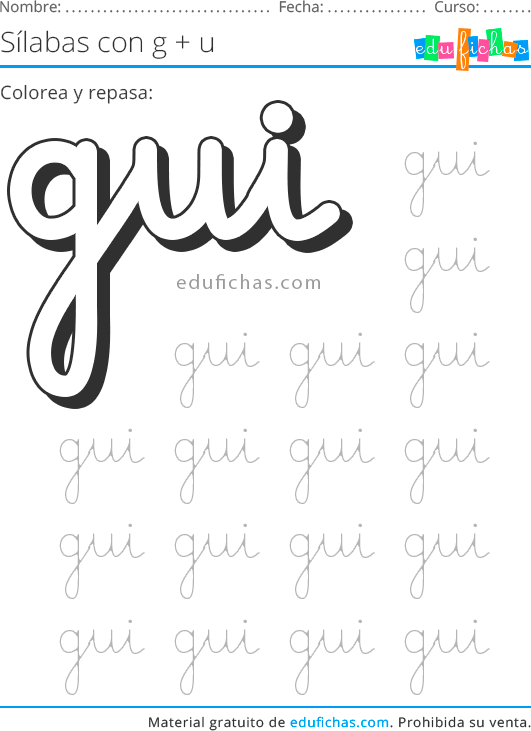 Nombre: ................................ Fecha: ................ Curso: ........
Sílabas con g + u
edufichas
Colorea y repasa:
gui
gui
gui
edufichas.com
gui gui gui
gui gui gui gui
gui gui gui gui
gui gui gui gui
Material gratuito de edufichas.com. Prohibida su venta.